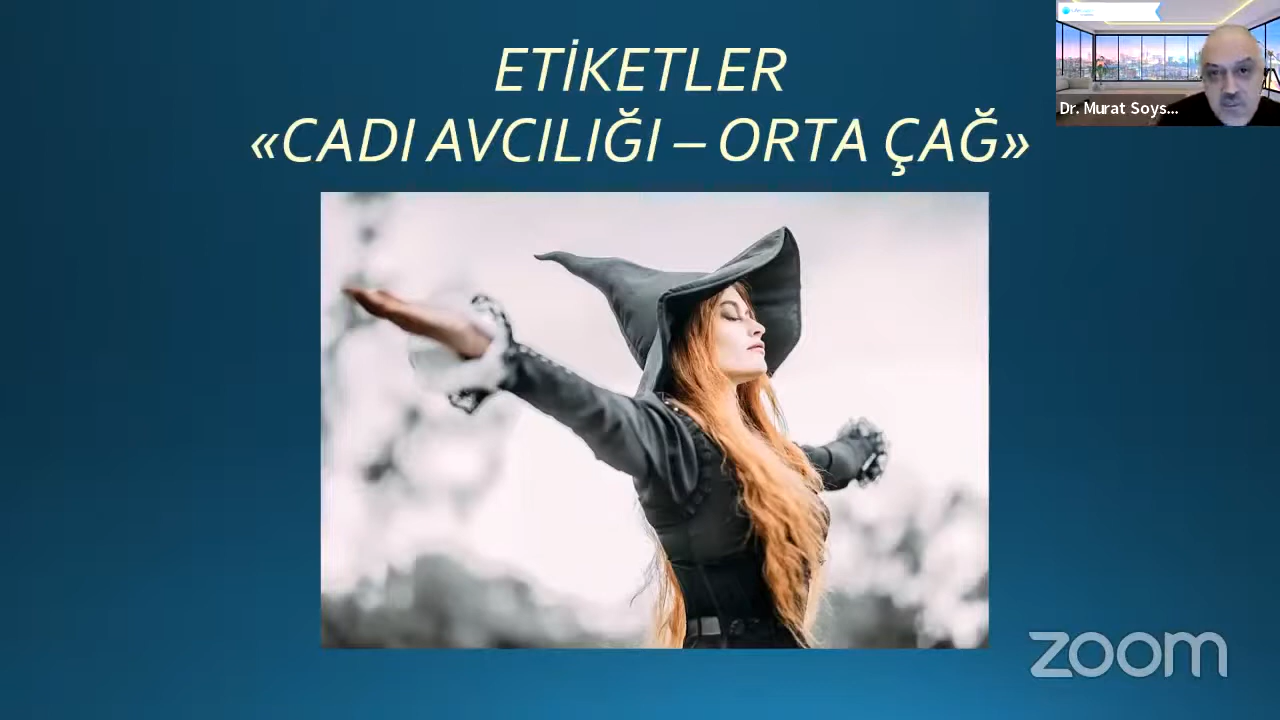 ETİKETLER
«CADI AVCILIĞI – ORTA ÇAĞ»
Dr. Murat Soys...
zoom